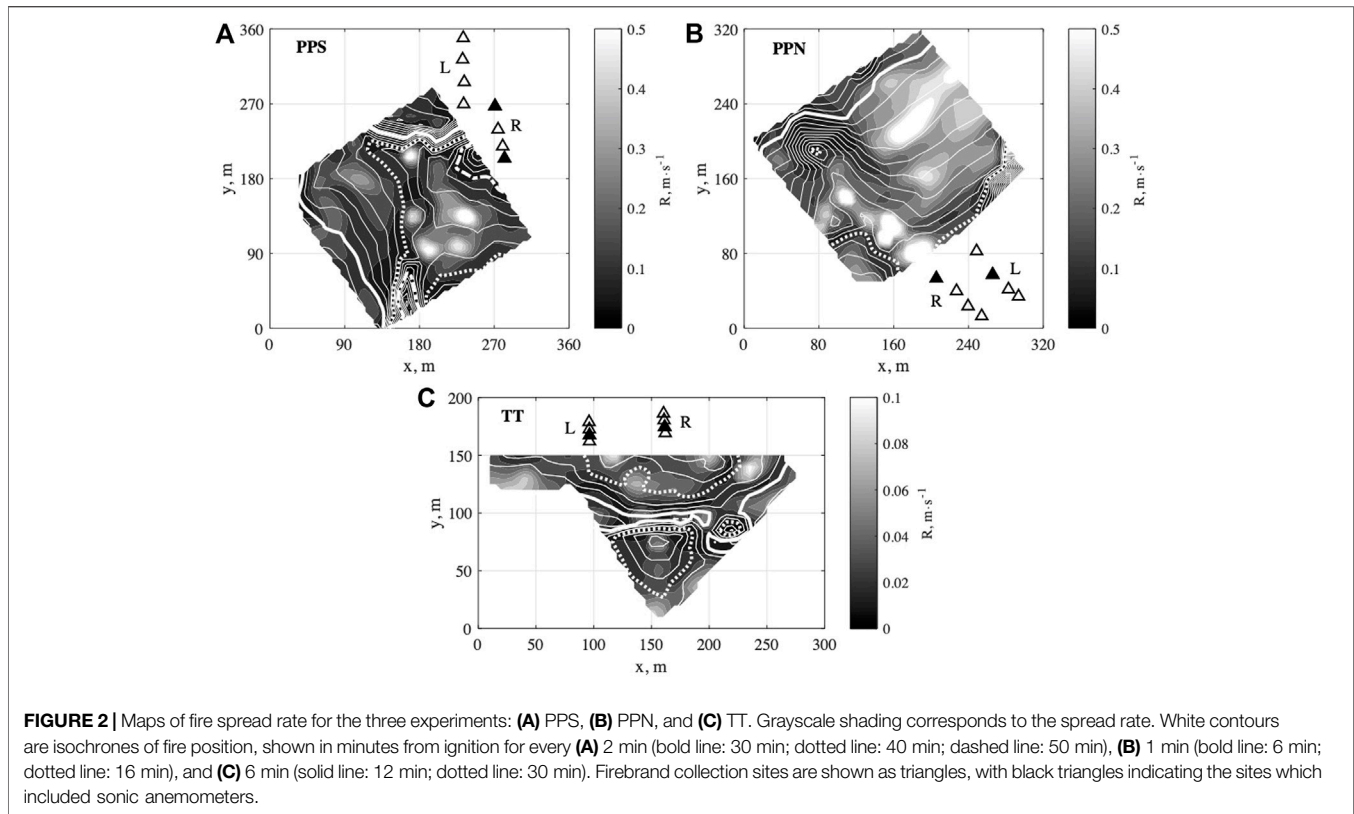 A
PPS
360
270
180
90
0
y, m
0 90 180 270 360
x, m
L
R
0.5
0.4
0.3
0.2
0.1
0
R, m·s⁻¹
B
PPN
320
240
160
80
0
y, m
0 80 160 240 320
x, m
R
L
0.5
0.4
0.3
0.2
0.1
0
R, m·s⁻¹
C
TT
200
150
100
50
0
y, m
0 50 100 150 200 250 300
x, m
L
R
0.1
0.08
0.06
0.04
0.02
0
R, m·s⁻¹
FIGURE 2 | Maps of fire spread rate for the three experiments: (A) PPS, (B) PPN, and (C) TT. Grayscale shading corresponds to the spread rate. White contours
are isochrones of fire position, shown in minutes from ignition for every (A) 2 min (bold line: 30 min; dotted line: 40 min; dashed line: 50 min), (B) 1 min (bold: 6 min;
dotted line: 16 min), and (C) 6 min (solid line: 12 min; dotted line: 30 min). Firebrand collection sites are shown as triangles, with black triangles indicating the sites which
included sonic anemometers.